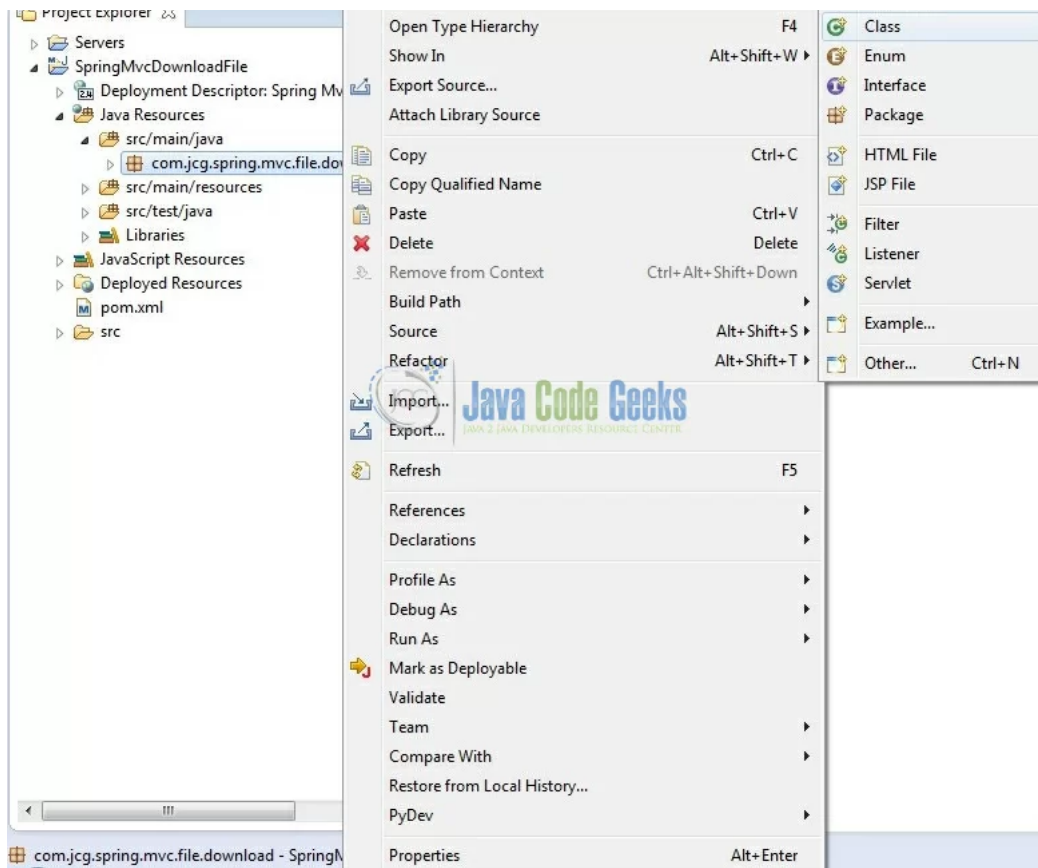 Project Explorer
Servers
SpringMvcDownloadFile
Deployment Descriptor: Spring Mv
Java Resources
src/main/java
com.jcg.spring.mvc.file.do
src/main/resources
src/test/java
Libraries
JavaScript Resources
Deployed Resources
pom.xml
src
com.jcg.spring.mvc.file.download - Spring
Open Type Hierarchy F4
Show In Alt+Shift+W
Export Source...
Attach Library Source
Copy Ctrl+C
Copy Qualified Name
Paste Ctrl+V
Delete Delete
Remove from Context Ctrl+Alt+Shift+Down
Build Path
Source Alt+Shift+S
Refactor Alt+Shift+T
Import...
Export...
Refresh F5
References
Declarations
Profile As
Debug As
Run As
Mark as Deployable
Validate
Team
Compare With
Restore from Local History...
PyDev
Properties Alt+Enter
Class
Enum
Interface
Package
HTML File
JSP File
Filter
Listener
Servlet
Example...
Other... Ctrl+N
JCG
Java Code Geeks
JAVA 2 JAVA DEVELOPERS RESOURCE CENTER